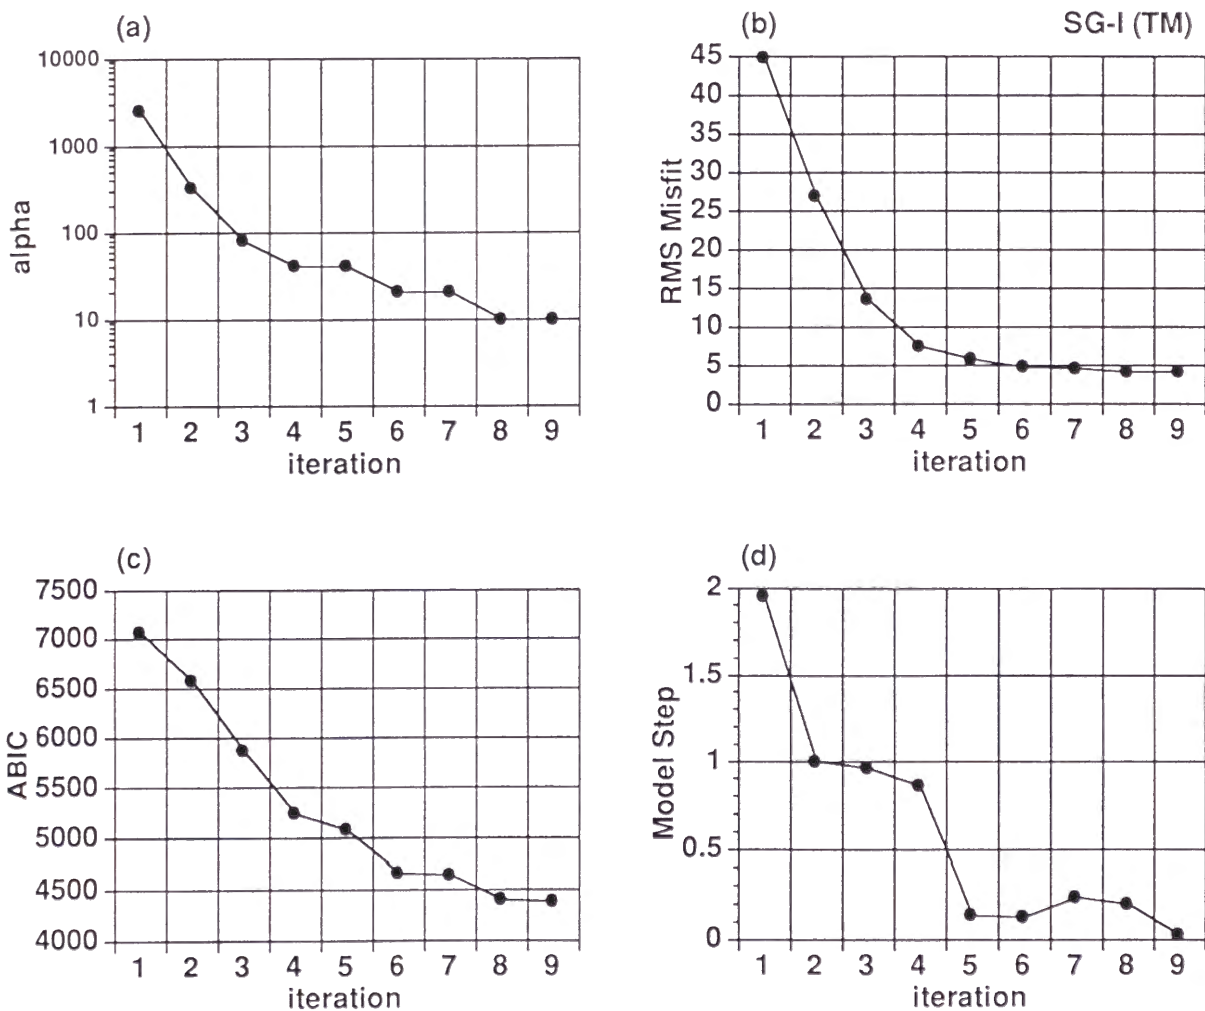 (a)
10000
1000
100
10
1
alpha
1 2 3 4 5 6 7 8 9
iteration
(b)
SG-I (TM)
45
40
35
30
25
20
15
10
5
0
RMS Misfit
1 2 3 4 5 6 7 8 9
iteration
(c)
7500
7000
6500
6000
5500
5000
4500
4000
ABIC
1 2 3 4 5 6 7 8 9
iteration
(d)
2
1.5
1
0.5
0
Model Step
1 2 3 4 5 6 7 8 9
iteration